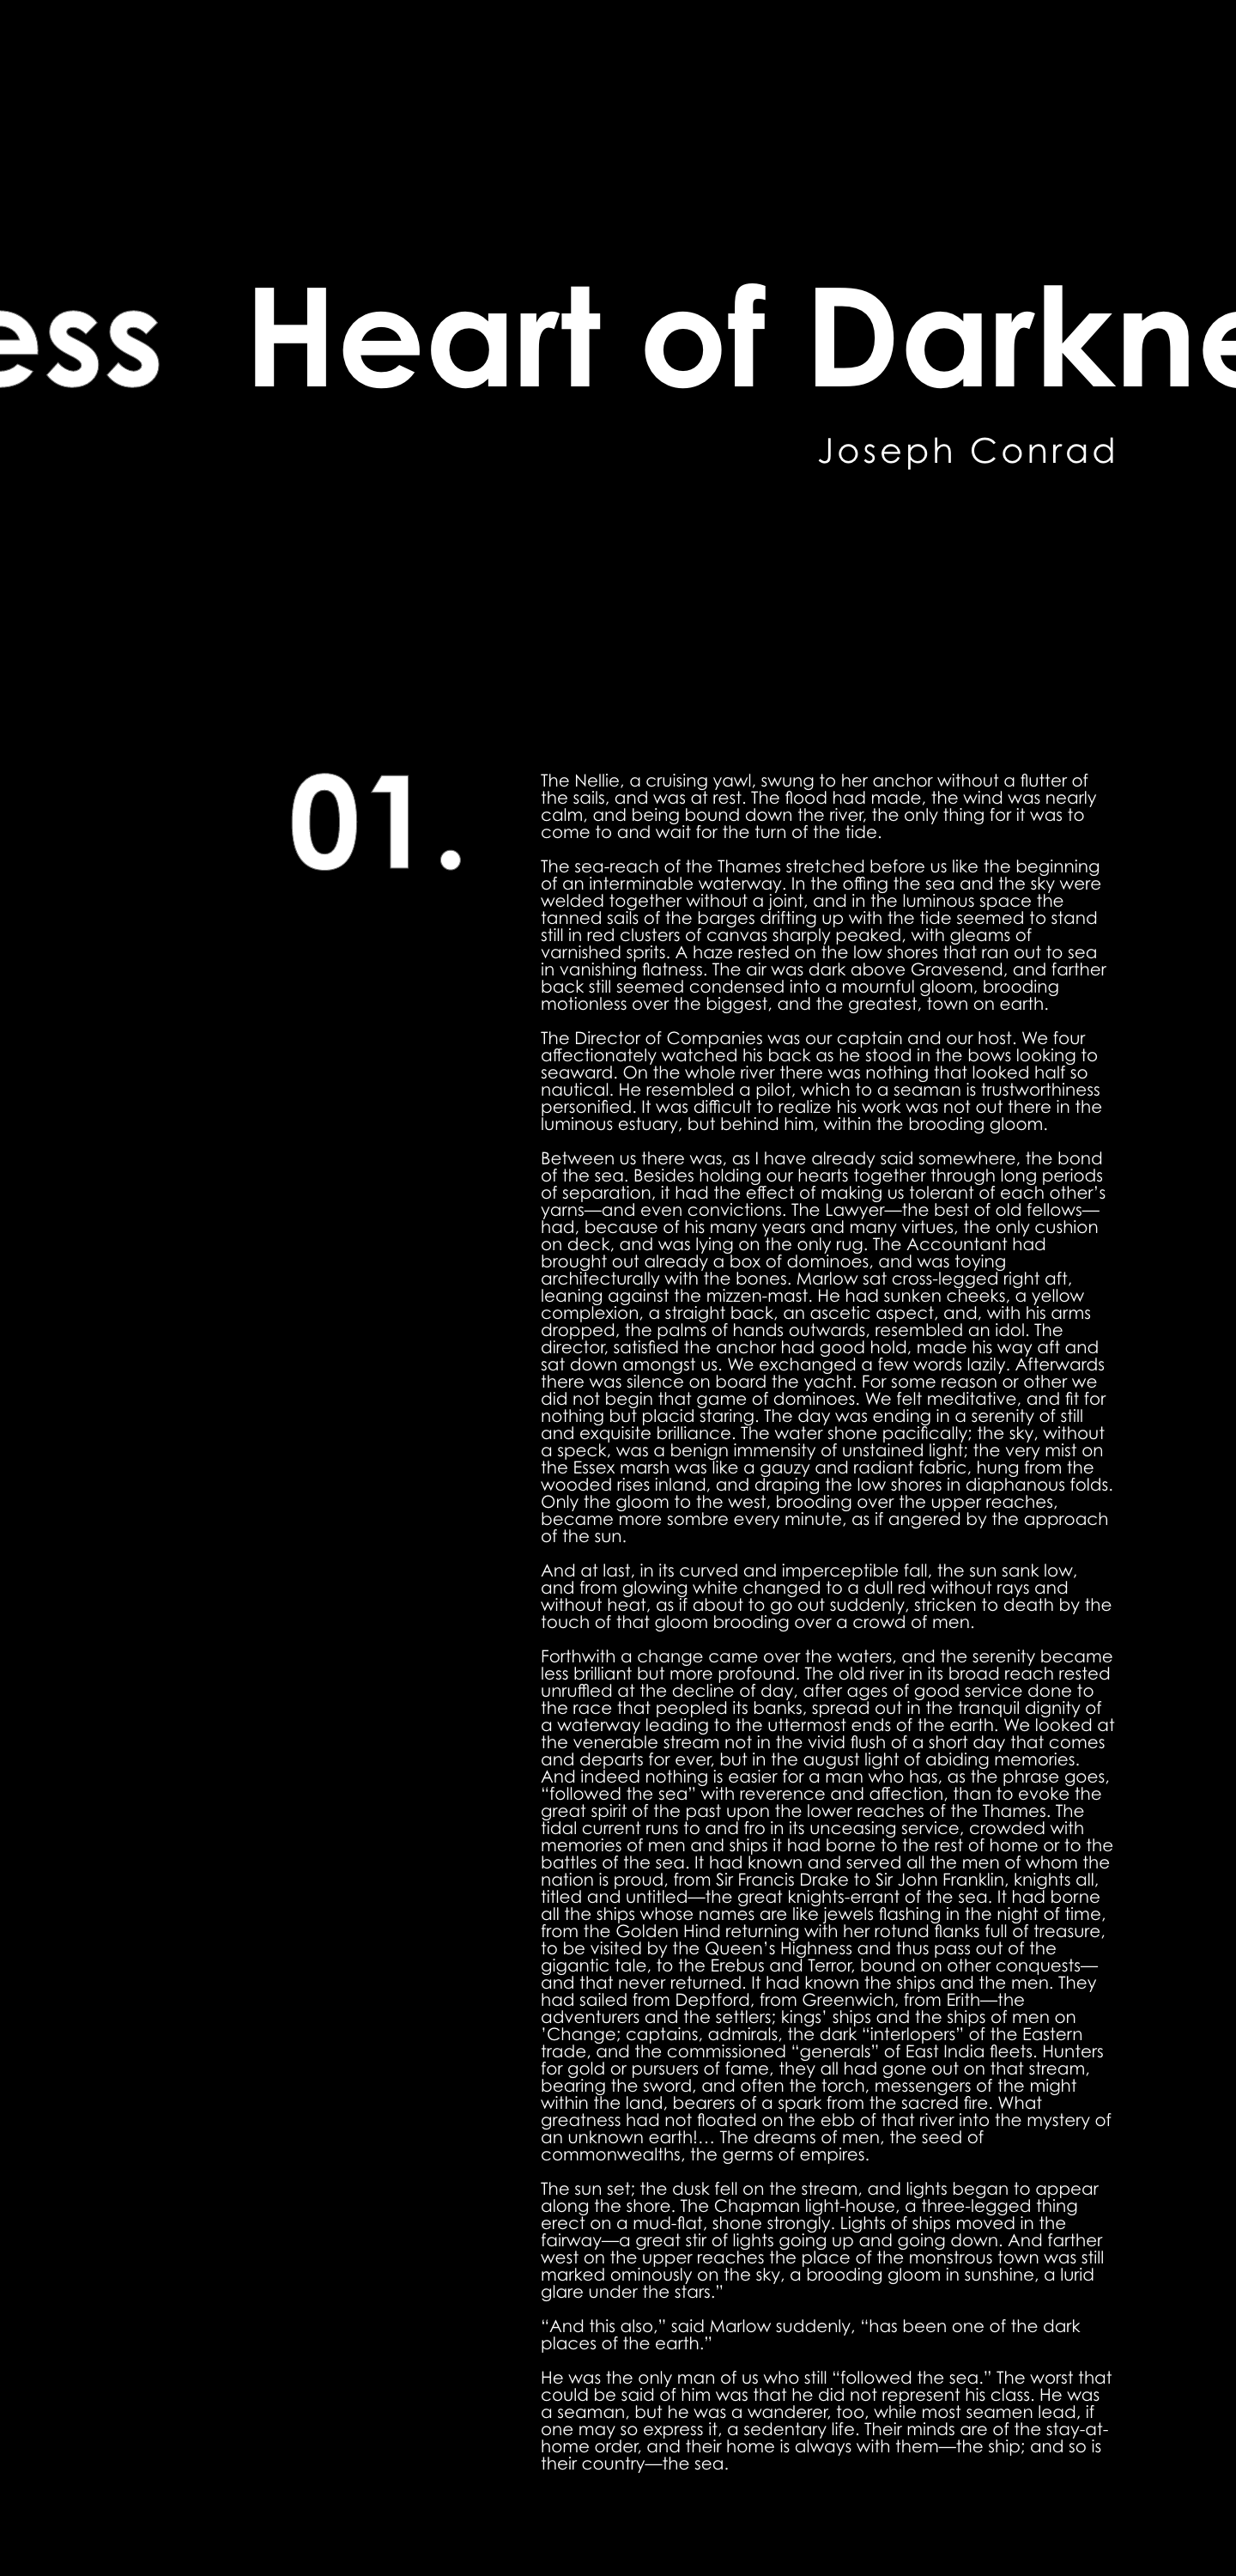 ess Heart of Darkne
Joseph Conrad
01.
The Nellie, a cruising yawl, swung to her anchor without a flutter of
the sails, and was at rest. The flood had made, the wind was nearly
calm, and being bound down the river, the only thing for it was to
come to and wait for the turn of the tide.
The sea-reach of the Thames stretched before us like the beginning
of an interminable waterway. In the offing the sea and the sky were
welded together without a joint, and in the luminous space the
tanned sails of the barges drifting up with the tide seemed to stand
still in red clusters of canvas sharply peaked, with gleams of
varnished sprits. A haze rested on the low shores that ran out to sea
in vanishing flatness. The air was dark above Gravesend, and farther
back still seemed condensed into a mournful gloom, brooding
motionless over the biggest, and the greatest, town on earth.
The Director of Companies was our captain and our host. We four
affectionately watched his back as he stood in the bows looking to
seaward. On the whole river there was nothing that looked half so
nautical. He resembled a pilot, which to a seaman is trustworthiness
personified. It was difficult to realize his work was not out there in the
luminous estuary, but behind him, within the brooding gloom.
Between us there was, as I have already said somewhere, the bond
of the sea. Besides holding our hearts together through long periods
of separation, it had the effect of making us tolerant of each other’s
yarns—and even convictions. The Lawyer—the best of old fellows—
had, because of his many years and many virtues, the only cushion
on deck, and was lying on the only rug. The Accountant had
brought out already a box of dominoes, and was toying
architecturally with the bones. Marlow sat cross-legged right aft,
leaning against the mizzen-mast. He had sunken cheeks, a yellow
complexion, a straight back, an ascetic aspect, and, with his arms
dropped, the palms of hands outwards, resembled an idol. The
director, satisfied the anchor had good hold, made his way aft and
sat down amongst us. We exchanged a few words lazily. Afterwards
there was silence on board the yacht. For some reason or other we
did not begin that game of dominoes. We felt meditative, and fit for
nothing but placid staring. The day was ending in a serenity of still
and exquisite brilliance. The water shone pacifically; the sky, without
a speck, was a benign immensity of unstained light; the very mist on
the Essex marsh was like a gauzy and radiant fabric, hung from the
wooded rises inland, and draping the low shores in diaphanous folds.
Only the gloom to the west, brooding over the upper reaches,
became more sombre every minute, as if angered by the approach
of the sun.
And at last, in its curved and imperceptible fall, the sun sank low,
and from glowing white changed to a dull red without rays and
without heat, as if about to go out suddenly, stricken to death by the
touch of that gloom brooding over a crowd of men.
Forthwith a change came over the waters, and the serenity became
less brilliant but more profound. The old river in its broad reach rested
unruffled at the decline of day, after ages of good service done to
the race that peopled its banks, spread out in the tranquil dignity of
a waterway leading to the uttermost ends of the earth. We looked at
the venerable stream not in the vivid flush of a short day that comes
and departs for ever, but in the august light of abiding memories.
And indeed nothing is easier for a man who has, as the phrase goes,
“followed the sea” with reverence and affection, than to evoke the
great spirit of the past upon the lower reaches of the Thames. The
tidal current runs to and fro in its unceasing service, crowded with
memories of men and ships it had borne to the rest of home or to the
battles of the sea. It had known and served all the men of whom the
nation is proud, from Sir Francis Drake to Sir John Franklin, knights all,
titled and untitled—the great knights-errant of the sea. It had borne
all the ships whose names are like jewels flashing in the night of time,
from the Golden Hind returning with her rotund flanks full of treasure,
to be visited by the Queen’s Highness and thus pass out of the
gigantic tale, to the Erebus and Terror, bound on other conquests—
and that never returned. It had known the ships and the men. They
had sailed from Deptford, from Greenwich, from Erith—the
adventurers and the settlers; kings’ ships and the ships of men on
’Change; captains, admirals, the dark “interlopers” of the Eastern
trade, and the commissioned “generals” of East India fleets. Hunters
for gold or pursuers of fame, they all had gone out on that stream,
bearing the sword, and often the torch, messengers of the might
within the land, bearers of a spark from the sacred fire. What
greatness had not floated on the ebb of that river into the mystery of
an unknown earth!… The dreams of men, the seed of
commonwealths, the germs of empires.
The sun set; the dusk fell on the stream, and lights began to appear
along the shore. The Chapman light-house, a three-legged thing
erect on a mud-flat, shone strongly. Lights of ships moved in the
fairway—a great stir of lights going up and going down. And farther
west on the upper reaches the place of the monstrous town was still
marked ominously on the sky, a brooding gloom in sunshine, a lurid
glare under the stars.”
“And this also,” said Marlow suddenly, “has been one of the dark
places of the earth.”
He was the only man of us who still “followed the sea.” The worst that
could be said of him was that he did not represent his class. He was
a seaman, but he was a wanderer, too, while most seamen lead, if
one may so express it, a sedentary life. Their minds are of the stay-at-
home order, and their home is always with them—the ship; and so is
their country—the sea.